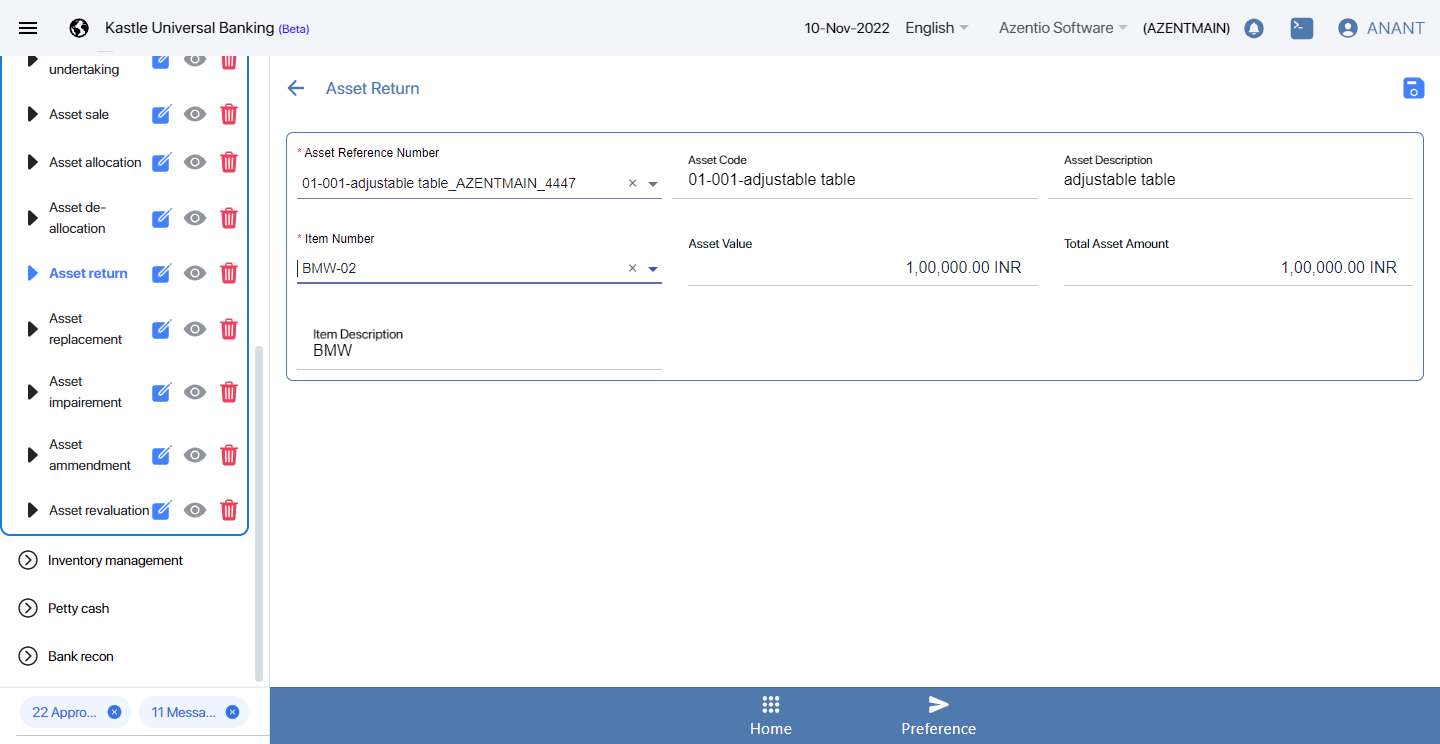 Kastle Universal Banking (Beta)
10-Nov-2022
English
Azentio Software
(AZENTMAIN)
ANANT
undertaking
Asset sale
Asset allocation
Asset de-
allocation
Asset return
Asset
replacement
Asset
impairement
Asset
ammendment
Asset revaluation
Inventory management
Petty cash
Bank recon
22 Appro...
11 Messa...
Asset Return
* Asset Reference Number
01-001-adjustable table_AZENTMAIN_4447
Asset Code
01-001-adjustable table
Asset Description
adjustable table
* Item Number
BMW-02
Asset Value
1,00,000.00 INR
Total Asset Amount
1,00,000.00 INR
Item Description
BMW
Home
Preference